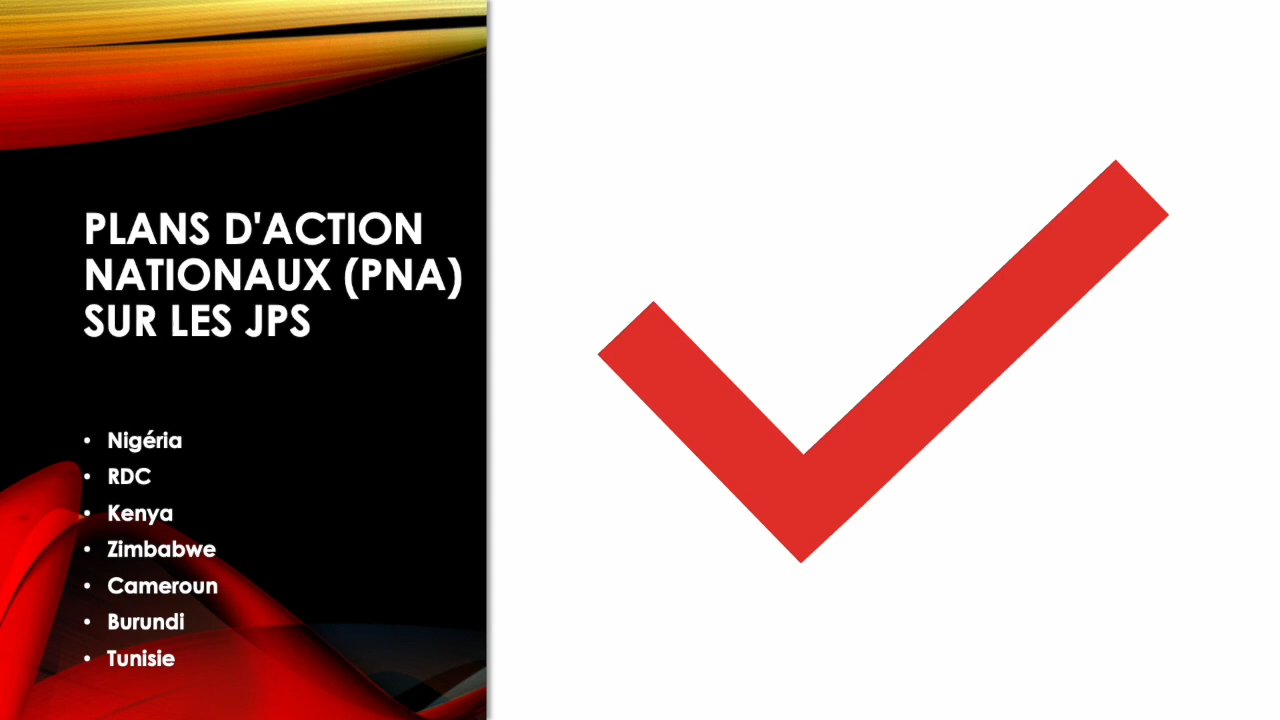 PLANS D'ACTION
NATIONAUX (PNA)
SUR LES JPS
• Nigéria
• RDC
• Kenya
• Zimbabwe
• Cameroun
• Burundi
• Tunisie